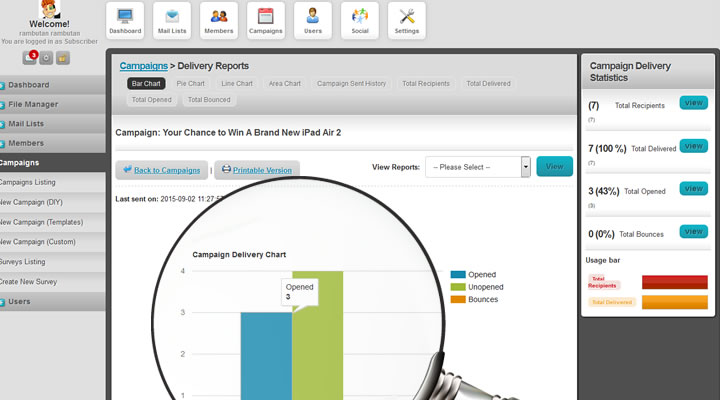 Welcome!
rambutan rambutan
You are logged in as Subscriber
3
Dashboard
File Manager
Mail Lists
Members
Campaigns
Campaigns Listing
New Campaign (DIY)
New Campaign (Templates)
New Campaign (Custom)
Surveys Listing
Create New Survey
Users
Dashboard
Mail Lists
Members
Campaigns
Users
Social
Settings
Campaigns > Delivery Reports
Bar Chart
Pie Chart
Line Chart
Area Chart
Campaign Sent History
Total Recipients
Total Delivered
Total Opened
Total Bounced
Campaign: Your Chance to Win A Brand New iPad Air 2
Back to Campaigns | Printable Version
View Reports: -- Please Select -- View
Last sent on: 2015-09-02 11:27:57
Campaign Delivery Chart
4
3
2
1
Opened
3
Opened
Unopened
Bounces
Campaign Delivery
Statistics
(7) Total Recipients view
(7)
7 (100 %) Total Delivered view
(7)
3 (43%) Total Opened view
(3)
0 (0%) Total Bounces view
Usage bar
Total
Recipients
Total Delivered